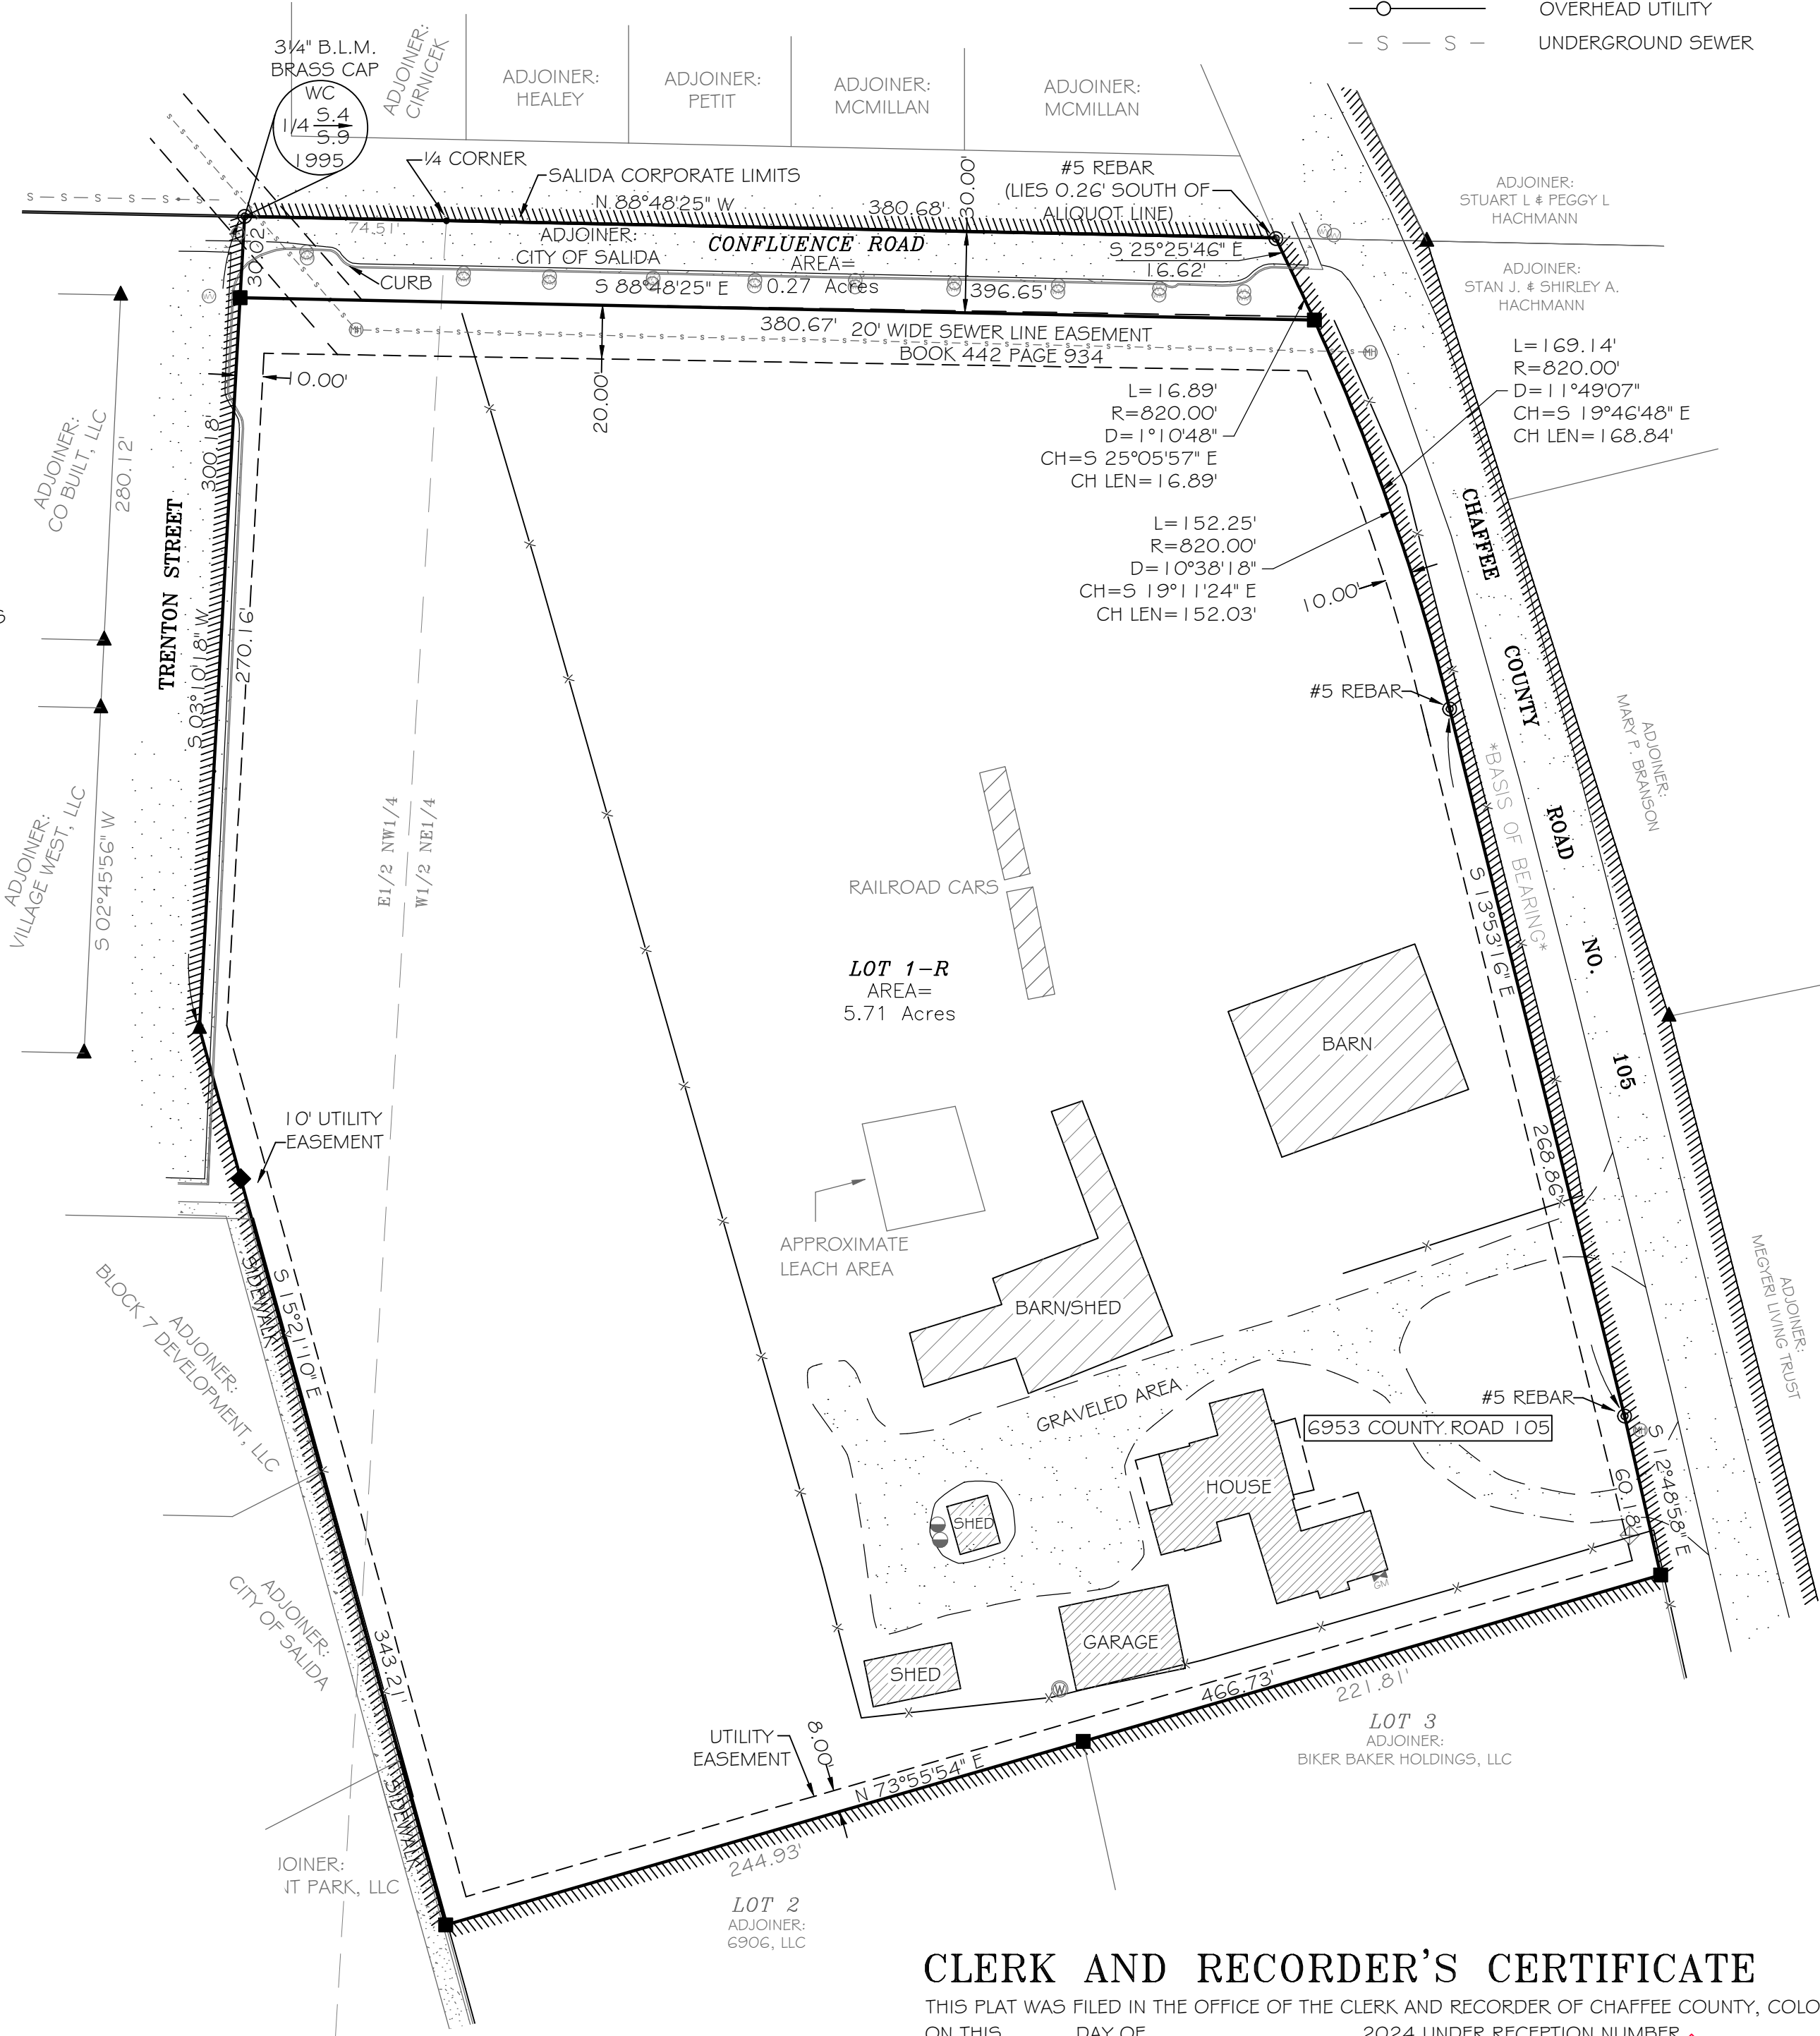 OVERHEAD UTILITY
S S
UNDERGROUND SEWER
3¼" B.L.M.
BRASS CAP
WC
1/4 S.4
S.9
1995
ADJOINER:
CIRNICEK
ADJOINER:
HEALEY
ADJOINER:
PETIT
ADJOINER:
MCMILLAN
ADJOINER:
MCMILLAN
¼ CORNER
SALIDA CORPORATE LIMITS
#5 REBAR
(LIES 0.26' SOUTH OF
ALIQUOT LINE)
N 88°48'25" W
380.68'
30.00'
74.51'
30.02'
ADJOINER:
CITY OF SALIDA
CONFLUENCE ROAD
AREA=
0.27 Acres
S 25°25'46" E
16.62'
CURB
S 88°48'25" E
396.65'
380.67'
20' WIDE SEWER LINE EASEMENT
BOOK 442 PAGE 934
10.00'
20.00'
ADJOINER:
STUART L & PEGGY L
HACHMANN
ADJOINER:
STAN J. & SHIRLEY A.
HACHMANN
L=169.14'
R=820.00'
D=11°49'07"
CH=S 19°46'48" E
CH LEN=168.84'
L=16.89'
R=820.00'
D=1°10'48"
CH=S 25°05'57" E
CH LEN=16.89'
L=152.25'
R=820.00'
D=10°38'18"
CH=S 19°11'24" E
CH LEN=152.03'
10.00'
ADJOINER:
CO BUILT, LLC
280.12'
300.18'
TRENTON STREET
S 03°10'18" W
270.16'
ADJOINER:
VILLAGE WEST, LLC
S 02°45'56" W
E1/2 NW1/4
W1/2 NE1/4
CHAFFEE
COUNTY
ROAD
NO.
105
#5 REBAR
*BASIS OF BEARING*
S 13°53'16" E
268.86'
ADJOINER:
MARY P. BRANSON
RAILROAD CARS
LOT 1-R
AREA=
5.71 Acres
BARN
10' UTILITY
EASEMENT
APPROXIMATE
LEACH AREA
BARN/SHED
ADJOINER:
MEGYERI LIVING TRUST
SIDEWALK
S 15°21'10" E
ADJOINER:
BLOCK 7 DEVELOPMENT, LLC
GRAVELED AREA
#5 REBAR
6953 COUNTY ROAD 105
HOUSE
SHED
S 12°48'58" E
60.18'
GM
ADJOINER:
CITY OF SALIDA
343.21'
GARAGE
SHED
W
466.73'
221.81'
LOT 3
ADJOINER:
BIKER BAKER HOLDINGS, LLC
UTILITY
EASEMENT
8.00'
N 73°55'54" E
SIDEWALK
244.93'
JOINER:
NT PARK, LLC
LOT 2
ADJOINER:
6906, LLC
CLERK AND RECORDER'S CERTIFICATE
THIS PLAT WAS FILED IN THE OFFICE OF THE CLERK AND RECORDER OF CHAFFEE COUNTY, COLO
ON THIS DAY OF 2024 UNDER RECEPTION NUMBER